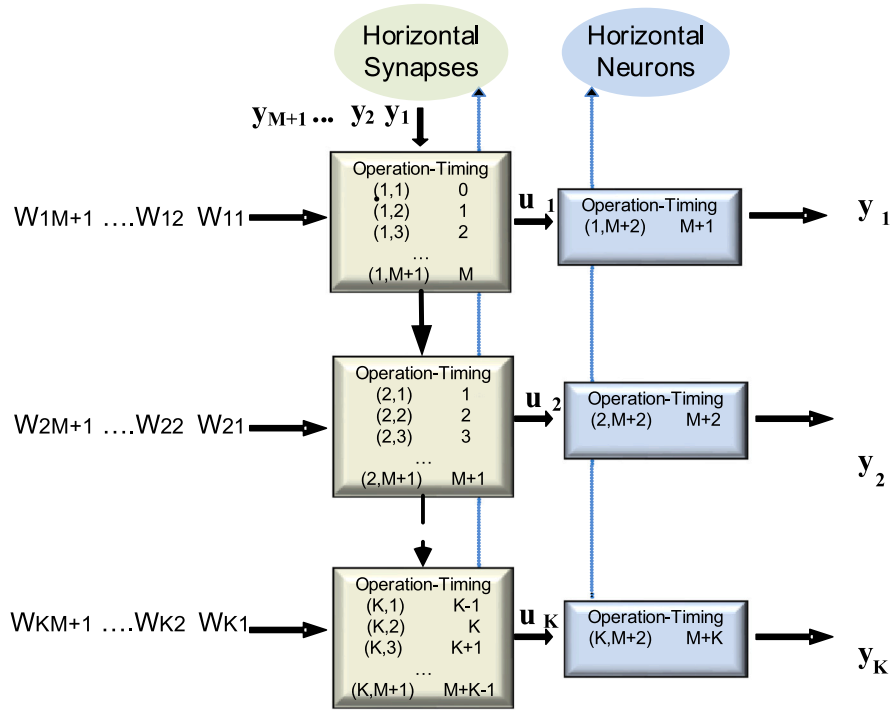 Horizontal Synapses
Horizontal Neurons
yM+1 ... y2 y1
Operation-Timing
(1,1) 0
(1,2) 1
(1,3) 2
...
(1,M+1) M
W1M+1 ....W12 W11
u 1
Operation-Timing
(1,M+2) M+1
y 1
Operation-Timing
(2,1) 1
(2,2) 2
(2,3) 3
...
(2,M+1) M+1
W2M+1 ....W22 W21
u 2
Operation-Timing
(2,M+2) M+2
y 2
Operation-Timing
(K,1) K-1
(K,2) K
(K,3) K+1
...
(K,M+1) M+K-1
WKM+1 ....WK2 WK1
u K
Operation-Timing
(K,M+2) M+K
y K